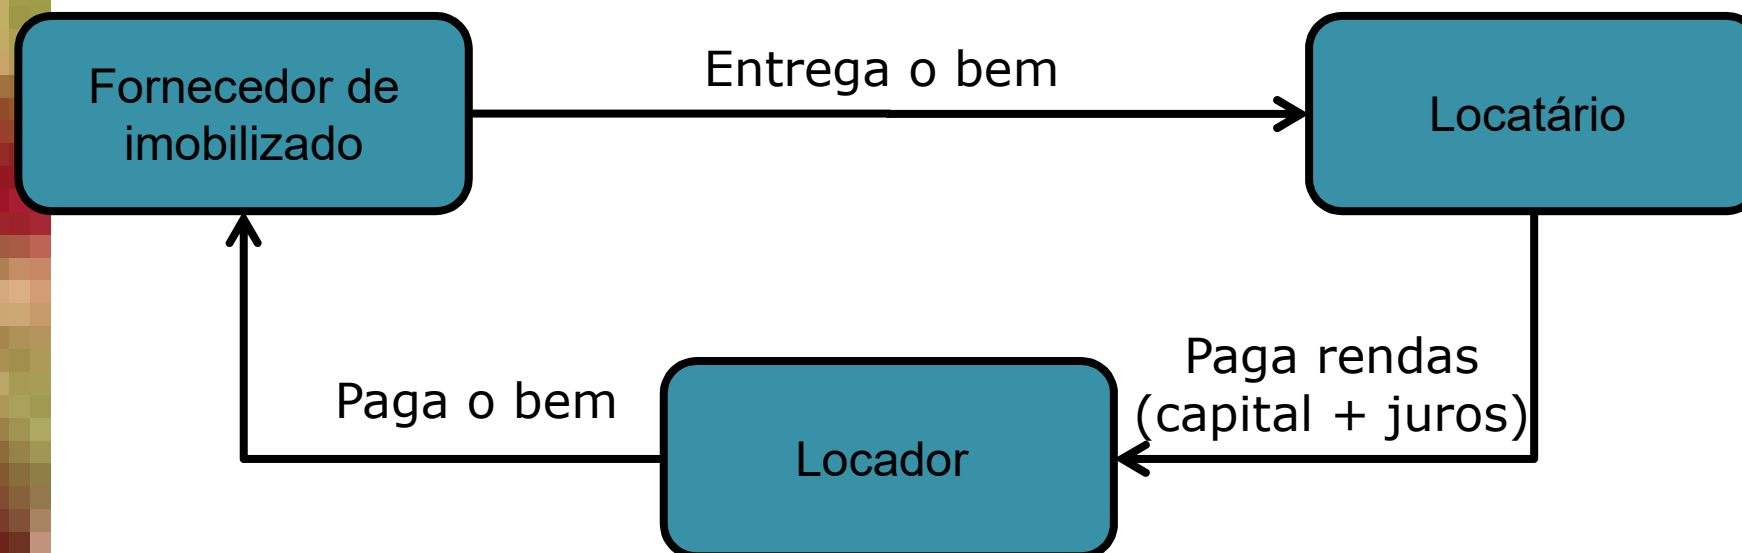 Fornecedor de
imobilizado
Entrega o bem
Locatário
Paga o bem
Locador
Paga rendas
(capital + juros)